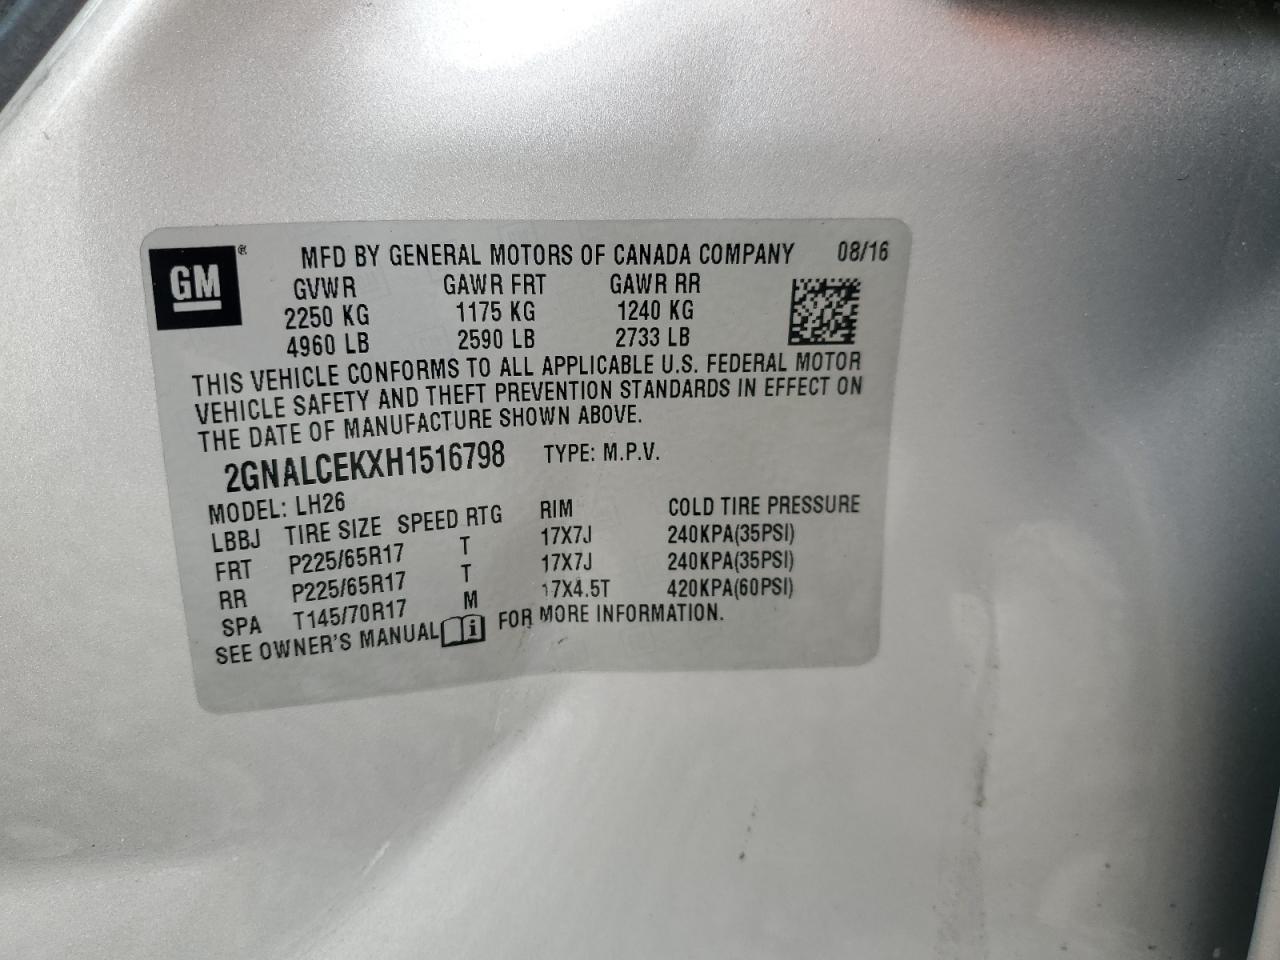 GM ® MFD BY GENERAL MOTORS OF CANADA COMPANY 08/16
GVWR GAWR FRT GAWR RR
2250 KG 1175 KG 1240 KG
4960 LB 2590 LB 2733 LB
THIS VEHICLE CONFORMS TO ALL APPLICABLE U.S. FEDERAL MOTOR
VEHICLE SAFETY AND THEFT PREVENTION STANDARDS IN EFFECT ON
THE DATE OF MANUFACTURE SHOWN ABOVE.
2GNALCEKXH1516798 TYPE: M.P.V.
MODEL: LH26
LBBJ TIRE SIZE SPEED RTG RIM COLD TIRE PRESSURE
FRT P225/65R17 T 17X7J 240KPA(35PSI)
RR P225/65R17 T 17X7J 240KPA(35PSI)
SPA T145/70R17 M 17X4.5T 420KPA(60PSI)
SEE OWNER'S MANUAL i FOR MORE INFORMATION.